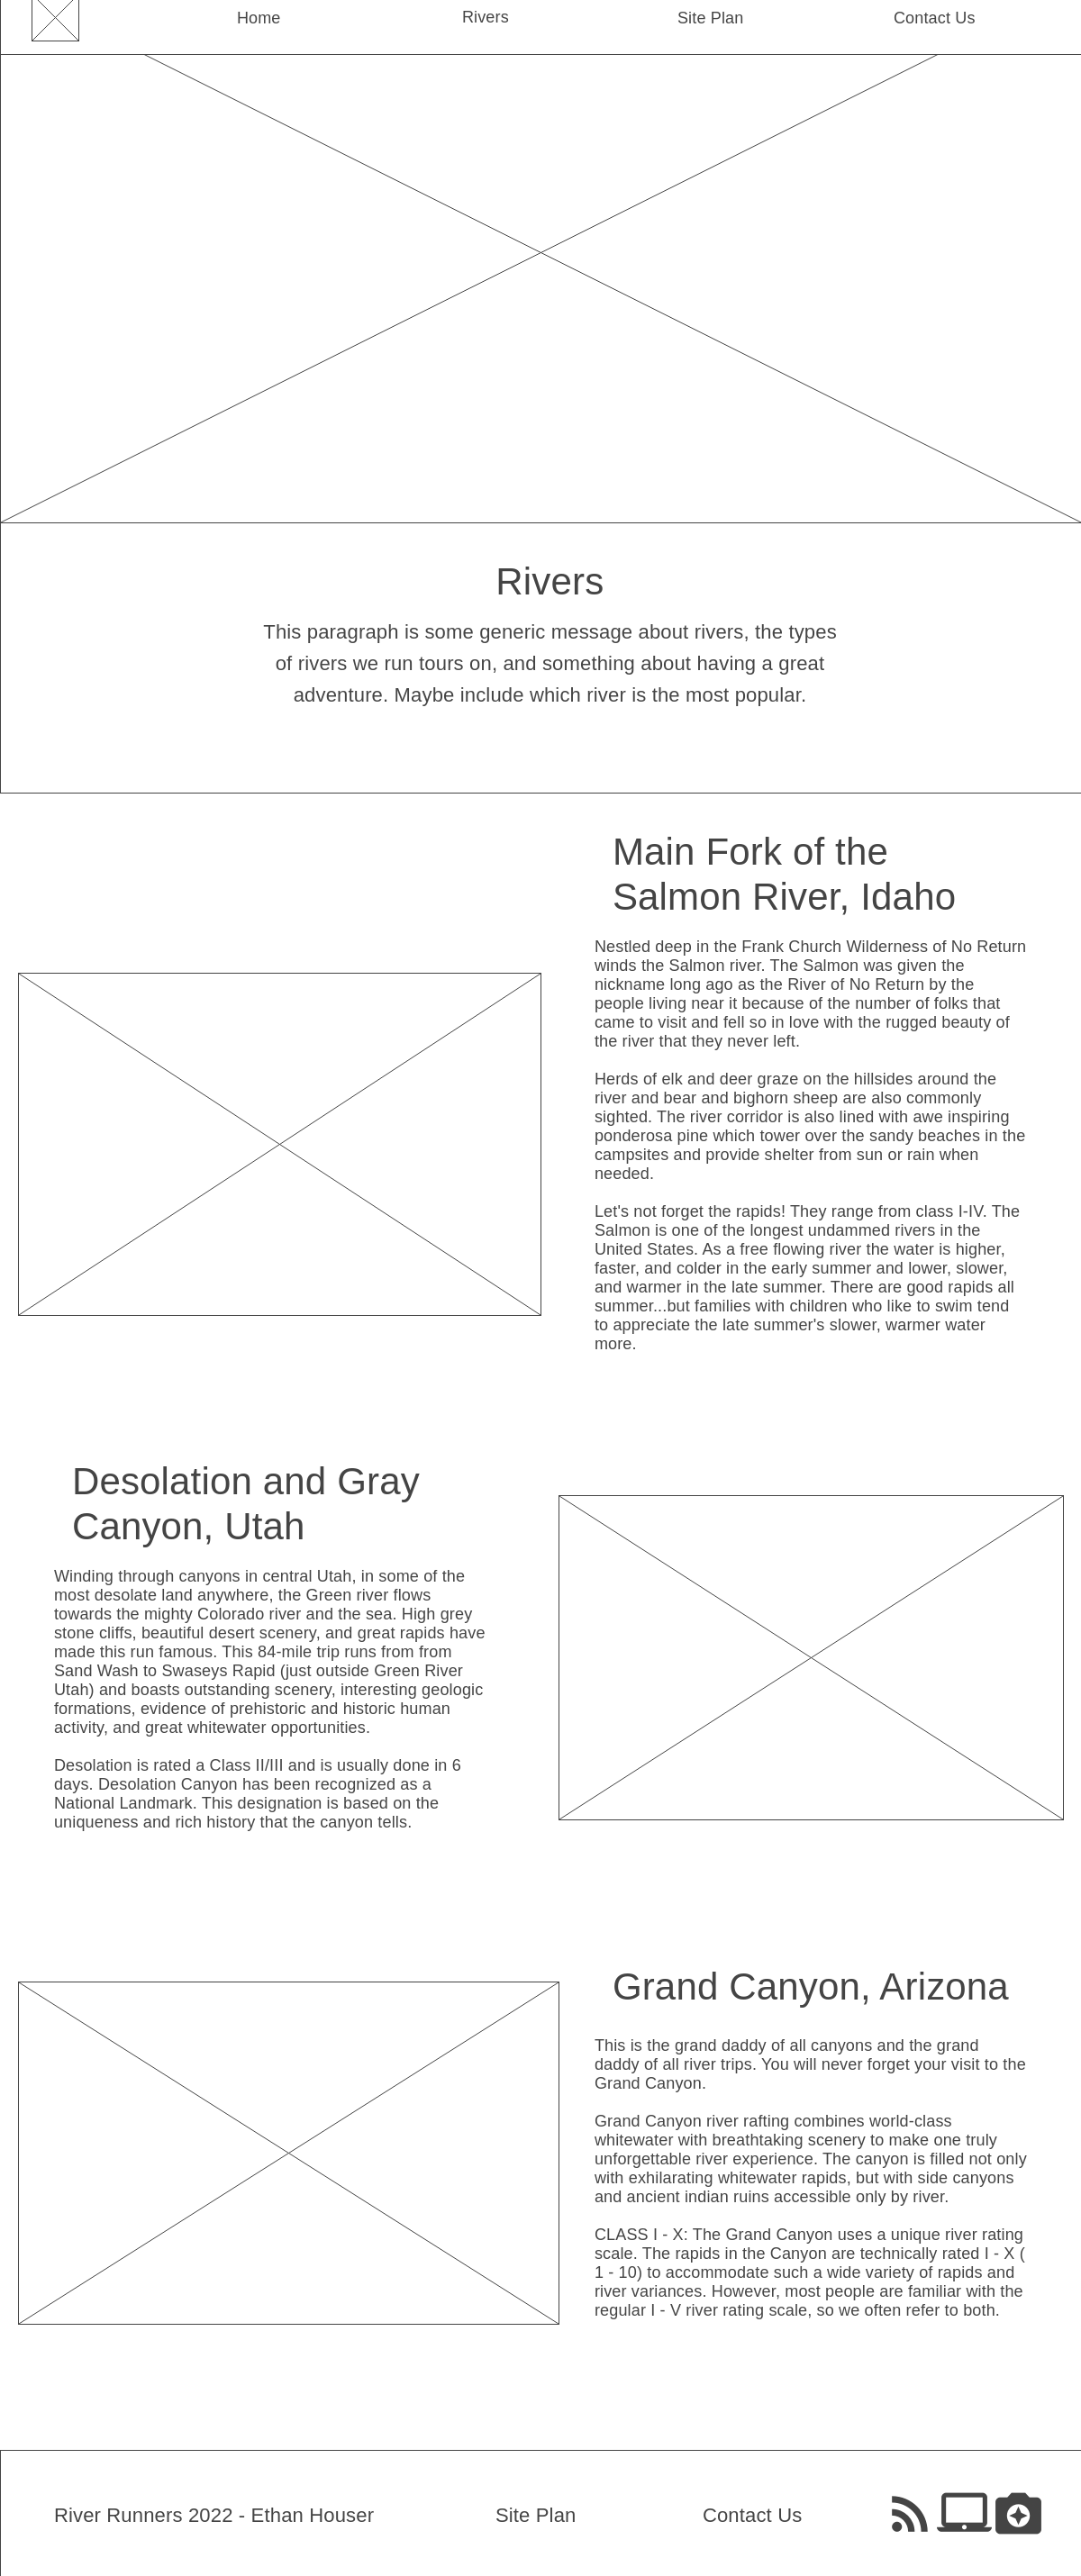 Home
Rivers
Site Plan
Contact Us
Rivers
This paragraph is some generic message about rivers, the types
of rivers we run tours on, and something about having a great
adventure. Maybe include which river is the most popular.
Main Fork of the
Salmon River, Idaho
Nestled deep in the Frank Church Wilderness of No Return
winds the Salmon river. The Salmon was given the
nickname long ago as the River of No Return by the
people living near it because of the number of folks that
came to visit and fell so in love with the rugged beauty of
the river that they never left.
Herds of elk and deer graze on the hillsides around the
river and bear and bighorn sheep are also commonly
sighted. The river corridor is also lined with awe inspiring
ponderosa pine which tower over the sandy beaches in the
campsites and provide shelter from sun or rain when
needed.
Let's not forget the rapids! They range from class I-IV. The
Salmon is one of the longest undammed rivers in the
United States. As a free flowing river the water is higher,
faster, and colder in the early summer and lower, slower,
and warmer in the late summer. There are good rapids all
summer...but families with children who like to swim tend
to appreciate the late summer's slower, warmer water
more.
Desolation and Gray
Canyon, Utah
Winding through canyons in central Utah, in some of the
most desolate land anywhere, the Green river flows
towards the mighty Colorado river and the sea. High grey
stone cliffs, beautiful desert scenery, and great rapids have
made this run famous. This 84-mile trip runs from from
Sand Wash to Swaseys Rapid (just outside Green River
Utah) and boasts outstanding scenery, interesting geologic
formations, evidence of prehistoric and historic human
activity, and great whitewater opportunities.
Desolation is rated a Class II/III and is usually done in 6
days. Desolation Canyon has been recognized as a
National Landmark. This designation is based on the
uniqueness and rich history that the canyon tells.
Grand Canyon, Arizona
This is the grand daddy of all canyons and the grand
daddy of all river trips. You will never forget your visit to the
Grand Canyon.
Grand Canyon river rafting combines world-class
whitewater with breathtaking scenery to make one truly
unforgettable river experience. The canyon is filled not only
with exhilarating whitewater rapids, but with side canyons
and ancient indian ruins accessible only by river.
CLASS I - X: The Grand Canyon uses a unique river rating
scale. The rapids in the Canyon are technically rated I - X (
1 - 10) to accommodate such a wide variety of rapids and
river variances. However, most people are familiar with the
regular I - V river rating scale, so we often refer to both.
River Runners 2022 - Ethan Houser
Site Plan
Contact Us